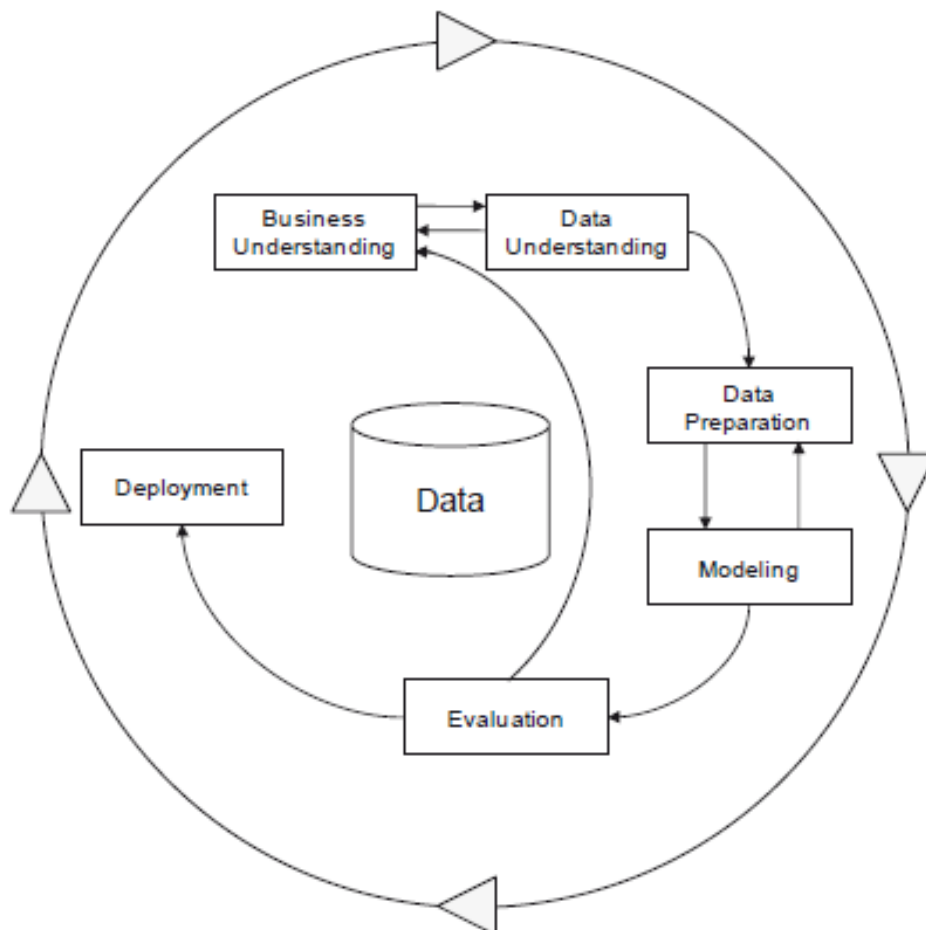 Business
Understanding
Data
Understanding
Data
Preparation
Deployment
Data
Modeling
Evaluation